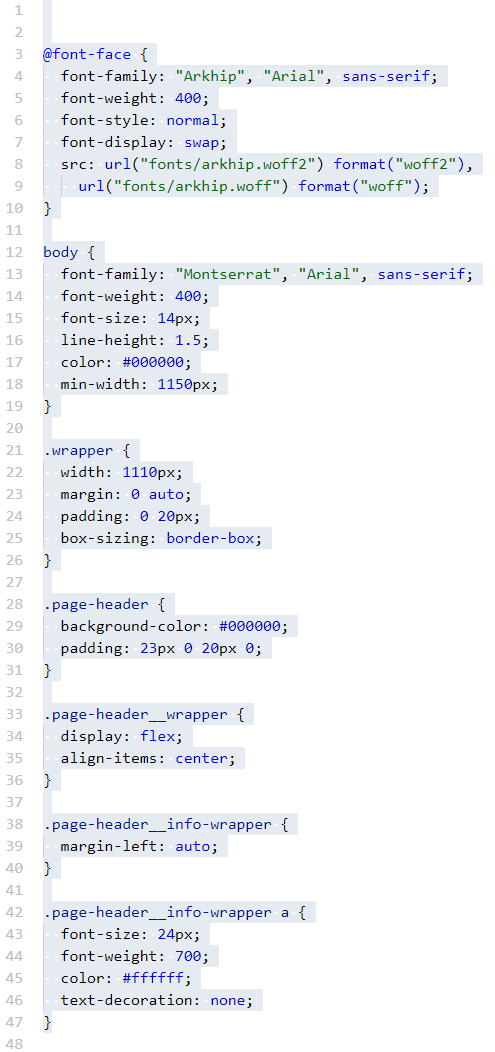 1
2
3 @font-face {
4 font-family: "Arkhip", "Arial", sans-serif;
5 font-weight: 400;
6 font-style: normal;
7 font-display: swap;
8 src: url("fonts/arkhip.woff2") format("woff2"),
9 url("fonts/arkhip.woff") format("woff");
10 }
11
12 body {
13 font-family: "Montserrat", "Arial", sans-serif;
14 font-weight: 400;
15 font-size: 14px;
16 line-height: 1.5;
17 color: #000000;
18 min-width: 1150px;
19 }
20
21 .wrapper {
22 width: 1110px;
23 margin: 0 auto;
24 padding: 0 20px;
25 box-sizing: border-box;
26 }
27
28 .page-header {
29 background-color: #000000;
30 padding: 23px 0 20px 0;
31 }
32
33 .page-header__wrapper {
34 display: flex;
35 align-items: center;
36 }
37
38 .page-header__info-wrapper {
39 margin-left: auto;
40 }
41
42 .page-header__info-wrapper a {
43 font-size: 24px;
44 font-weight: 700;
45 color: #ffffff;
46 text-decoration: none;
47 }
48